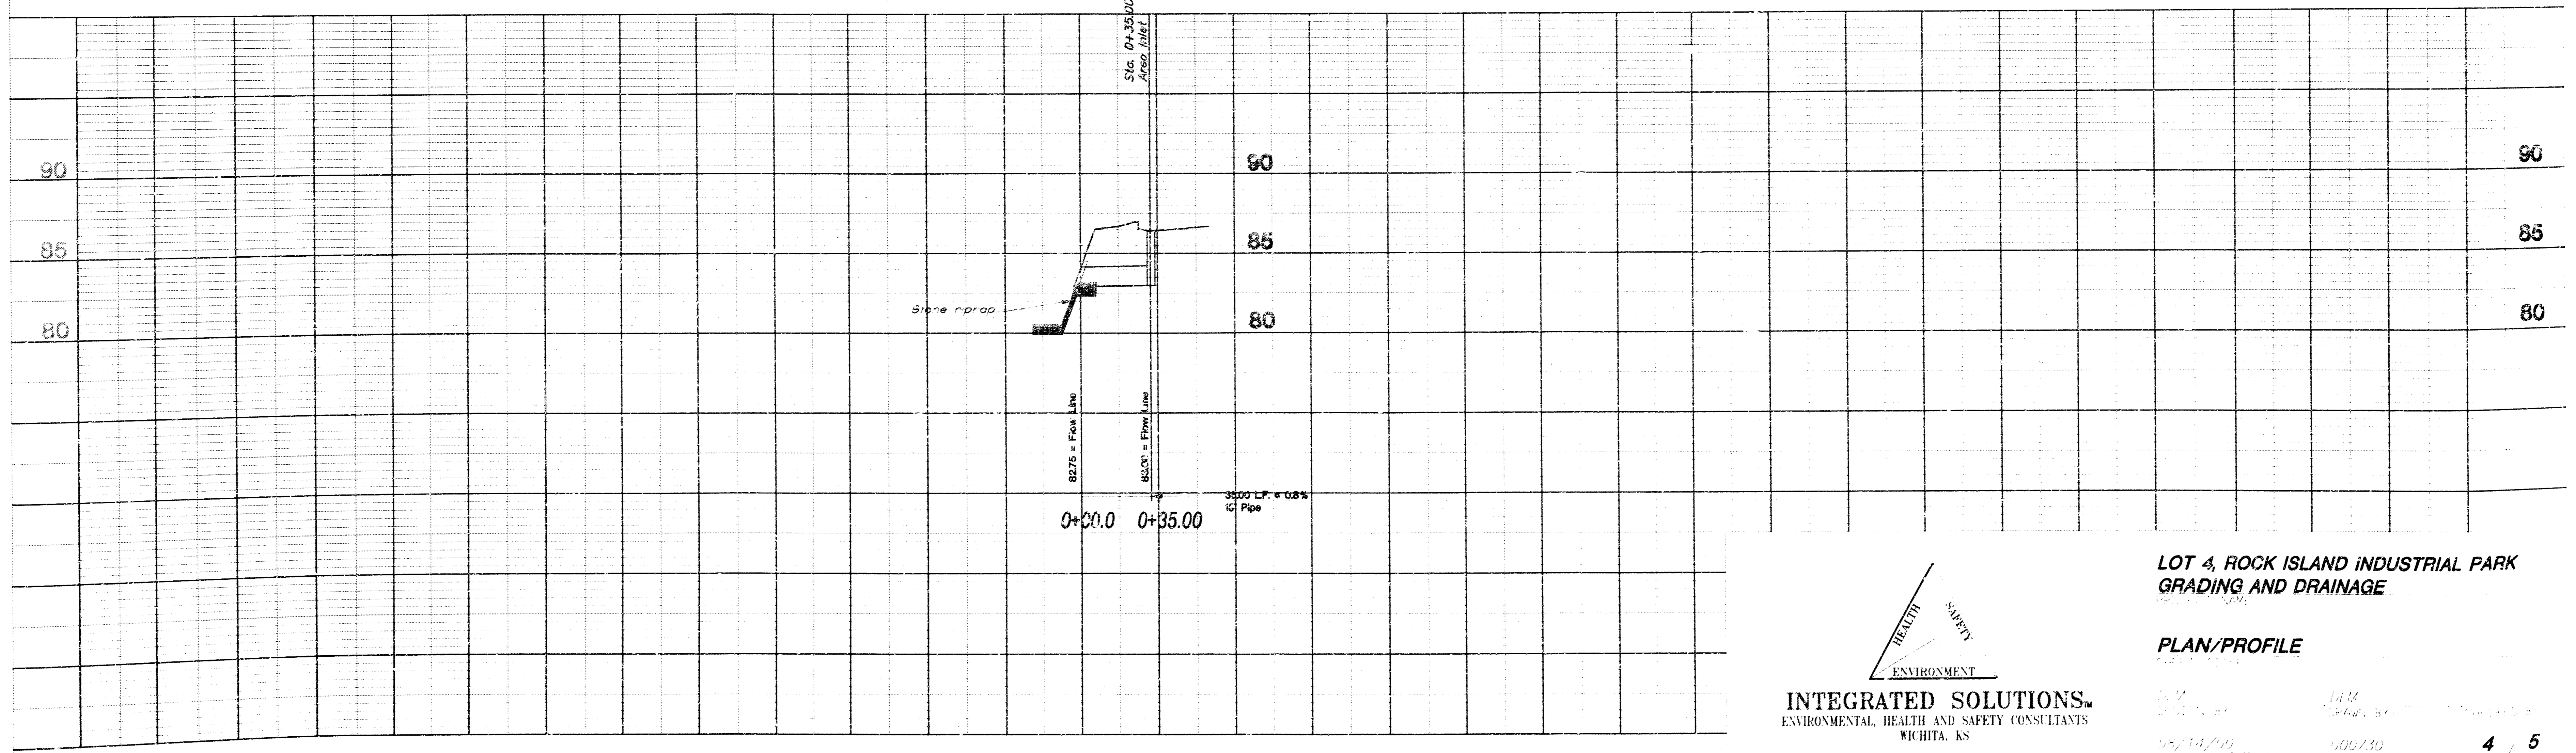 Sta. 0+35.00
Area Inlet
90
90
90
85
85
85
Stone riprap
80
80
80
82.75 = Flow Line
83.00 = Flow Line
35.00 L.F. @ 0.8%
15" Pipe
0+00.0
0+35.00
LOT 4, ROCK ISLAND INDUSTRIAL PARK
GRADING AND DRAINAGE
PLAN/PROFILE
HEALTH
SAFETY
ENVIRONMENT
INTEGRATED SOLUTIONS™
ENVIRONMENTAL, HEALTH AND SAFETY CONSULTANTS
WICHITA, KS
4 5